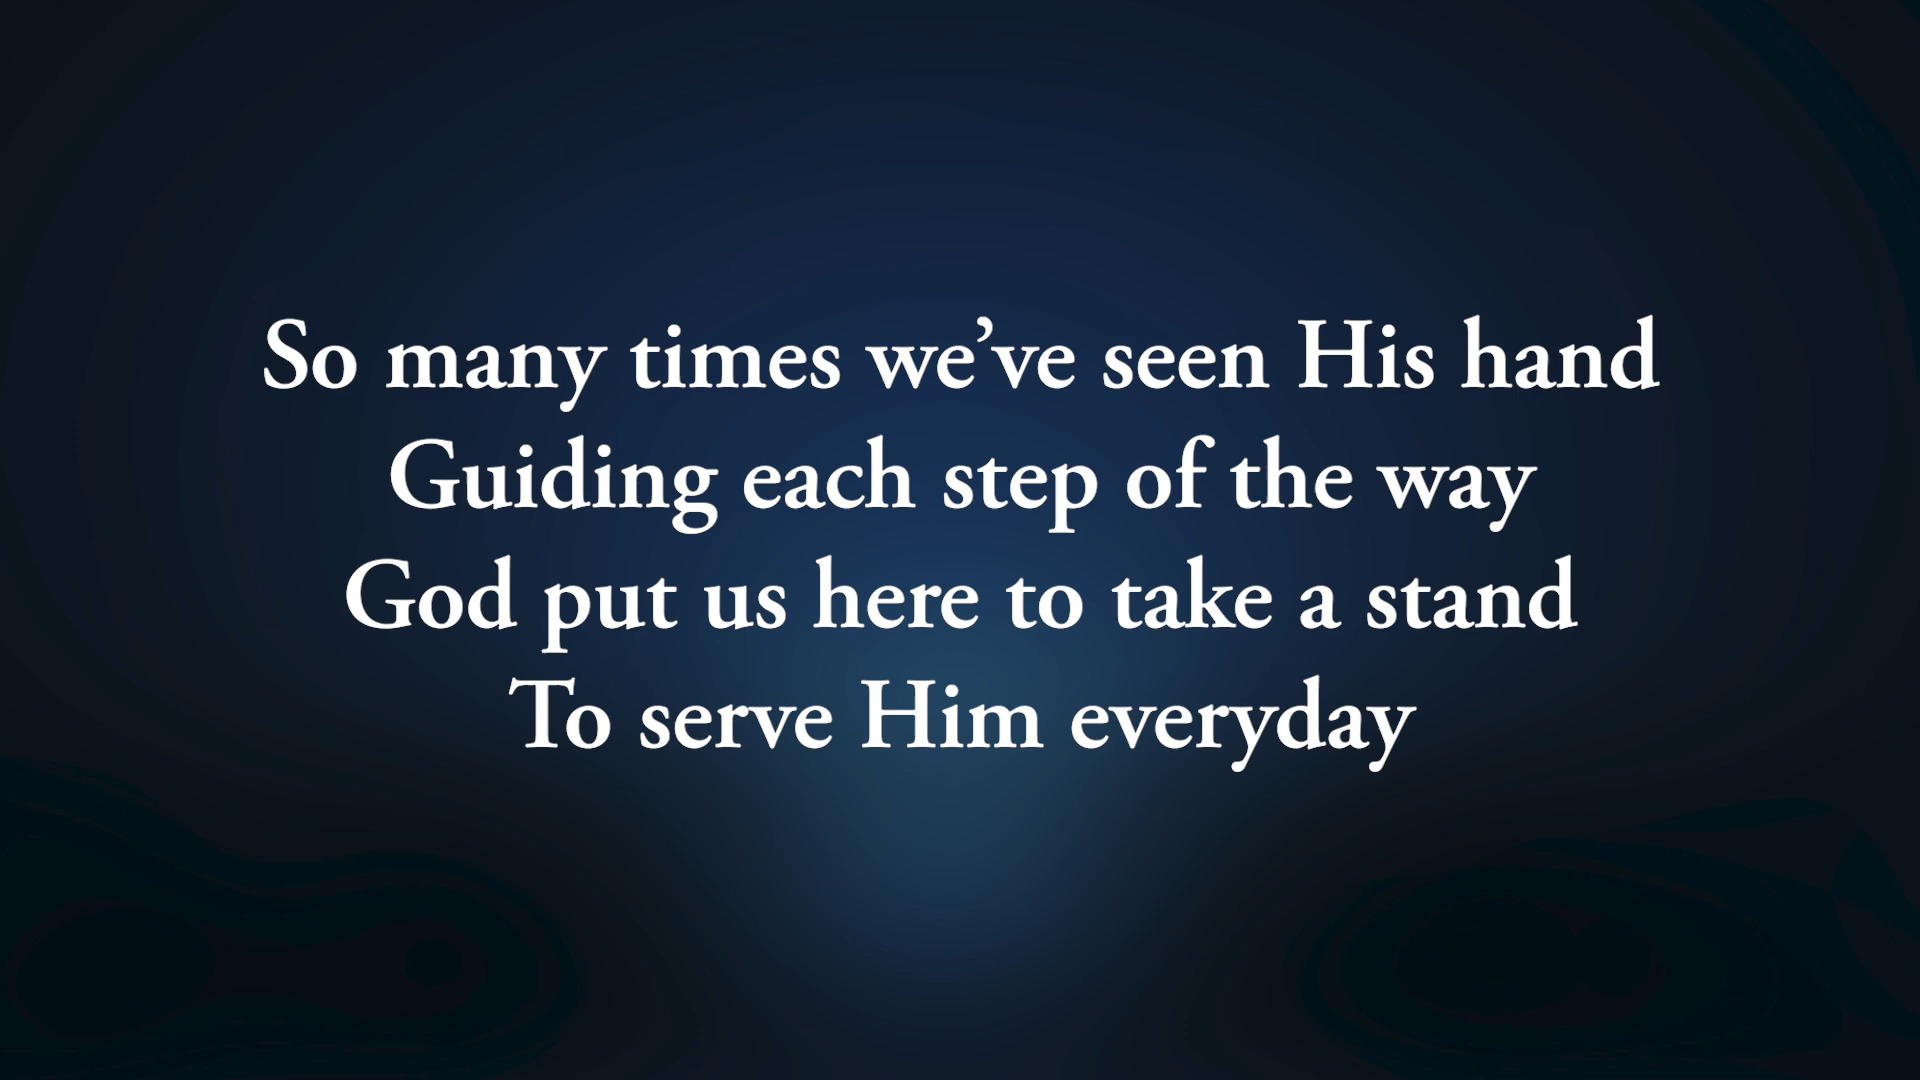 So many times we’ve seen His hand
Guiding each step of the way
God put us here to take a stand
To serve Him everyday